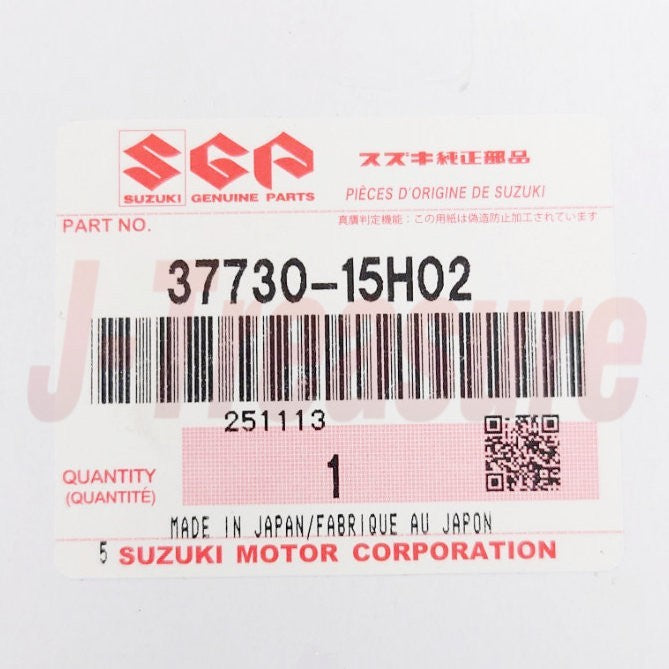 SGP
スズキ純正部品
SUZUKI GENUINE PARTS
PIÈCES D'ORIGINE DE SUZUKI
PART NO.
真贋判定機能:この用紙は偽造防止加工されています
37730-15H02
J-Treasure
251113
QUANTITY
(QUANTITÉ)
1
MADE IN JAPAN/FABRIQUE AU JAPON
5 SUZUKI MOTOR CORPORATION